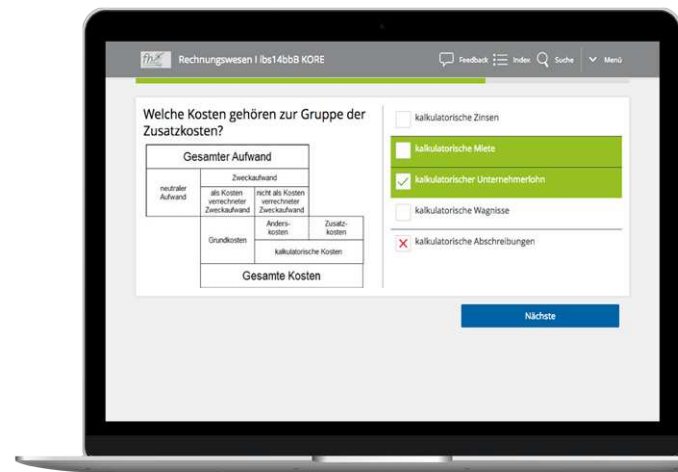 fhX Rechnungswesen I ibs14bbB KORE Feedback Index Suche Menü
Welche Kosten gehören zur Gruppe der
Zusatzkosten?
Gesamter Aufwand
neutraler
Aufwand
Zweckaufwand
als Kosten
verrechneter
Zweckaufwand
nicht als Kosten
verrechneter
Zweckaufwand
Grundkosten
Anders-
kosten
Zusatz-
kosten
kalkulatorische Kosten
Gesamte Kosten
kalkulatorische Zinsen
kalkulatorische Miete
kalkulatorischer Unternehmerlohn
kalkulatorische Wagnisse
kalkulatorische Abschreibungen
Nächste